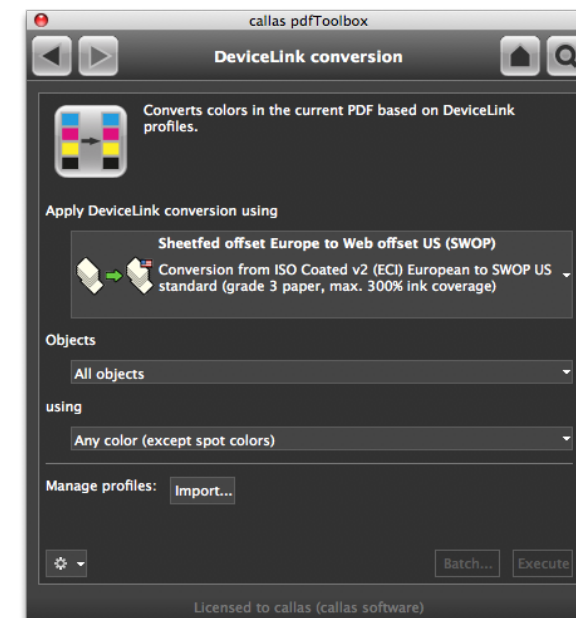 callas pdfToolbox
DeviceLink conversion
Converts colors in the current PDF based on DeviceLink
profiles.
Apply DeviceLink conversion using
Sheetfed offset Europe to Web offset US (SWOP)
Conversion from ISO Coated v2 (ECI) European to SWOP US
standard (grade 3 paper, max. 300% ink coverage)
Objects
All objects
using
Any color (except spot colors)
Manage profiles: Import...
Batch... Execute
Licensed to callas (callas software)